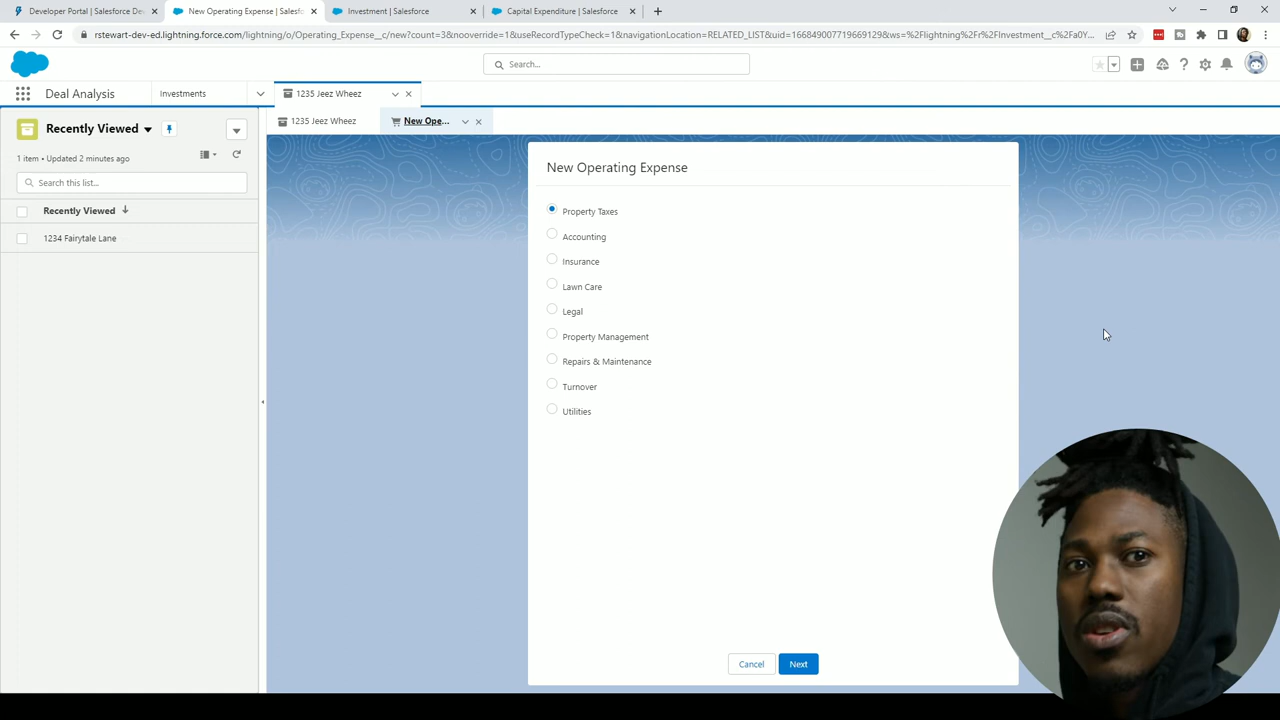 Developer Portal | Salesforce De
New Operating Expense | Salesf
Investment | Salesforce
Capital Expenditure | Salesforce
rstewart-dev-ed.lightning.force.com/lightning/o/Operating_Expense__c/new?count=3&nooverride=1&useRecordTypeCheck=1&navigationLocation=RELATED_LIST&uid=166849007719669129&ws=%2Flightning%2Fr%2FInvestment__c%2Fa0Y...
Search...
Deal Analysis
Investments
1235 Jeez Wheez
1235 Jeez Wheez
New Ope...
Recently Viewed
1 item • Updated 2 minutes ago
Search this list...
Recently Viewed
1234 Fairytale Lane
New Operating Expense
Property Taxes
Accounting
Insurance
Lawn Care
Legal
Property Management
Repairs & Maintenance
Turnover
Utilities
Cancel
Next